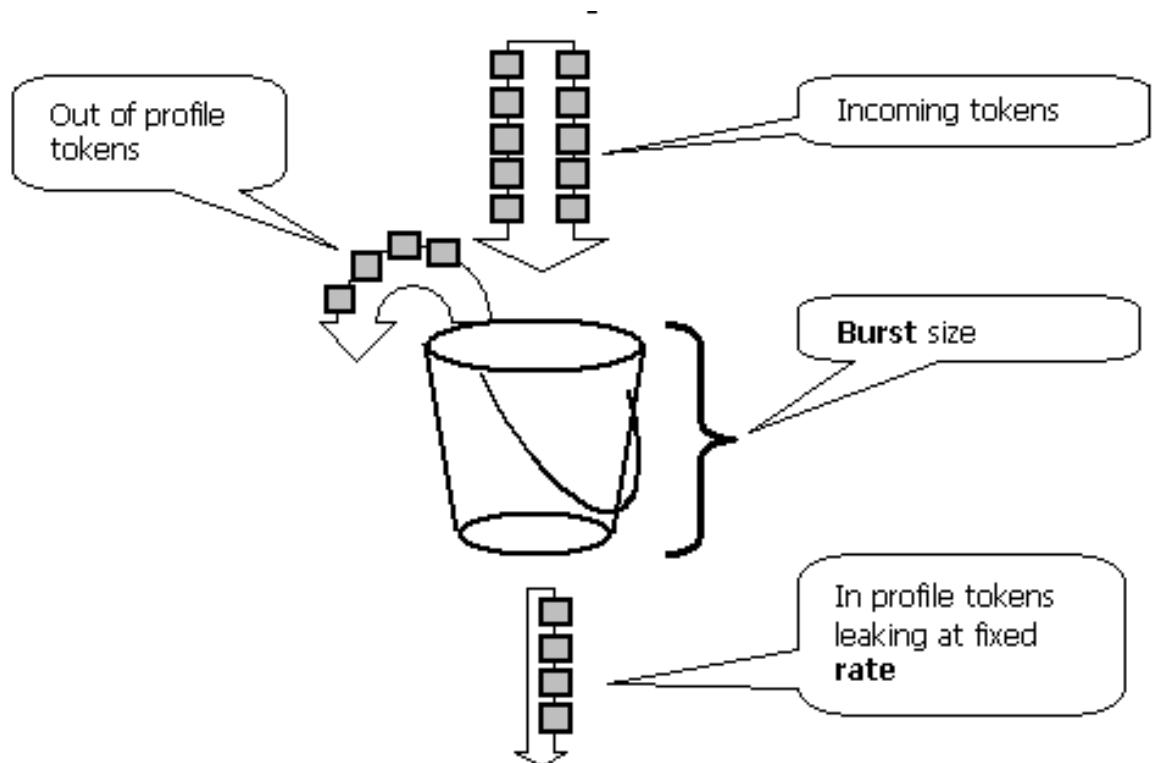 Out of profile
tokens
Incoming tokens
Burst size
In profile tokens
leaking at fixed
rate